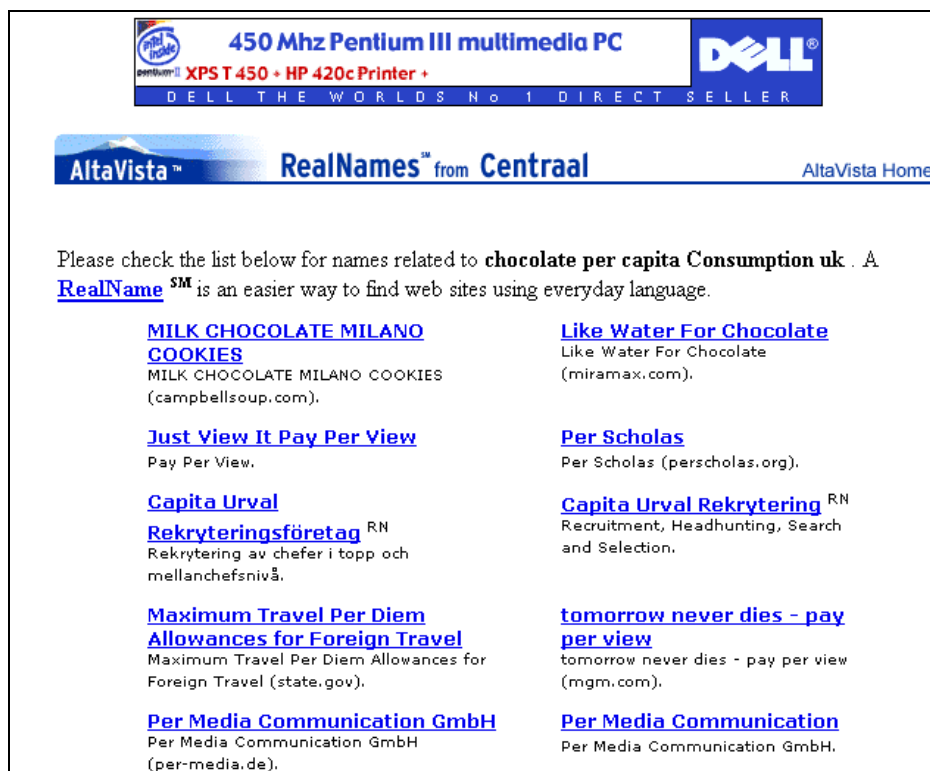 intel inside
pentium II
450 Mhz Pentium III multimedia PC
XPS T 450 + HP 420c Printer +
DELL®
DELL THE WORLDS No 1 DIRECT SELLER
AltaVista™
RealNames℠ from Centraal
AltaVista Home
Please check the list below for names related to chocolate per capita Consumption uk . A
RealName SM is an easier way to find web sites using everyday language.
MILK CHOCOLATE MILANO
COOKIES
MILK CHOCOLATE MILANO COOKIES
(campbellsoup.com).
Like Water For Chocolate
Like Water For Chocolate
(miramax.com).
Just View It Pay Per View
Pay Per View.
Per Scholas
Per Scholas (perscholas.org).
Capita Urval
Rekryteringsföretag RN
Rekrytering av chefer i topp och
mellanchefsnivå.
Capita Urval Rekrytering RN
Recruitment, Headhunting, Search
and Selection.
Maximum Travel Per Diem
Allowances for Foreign Travel
Maximum Travel Per Diem Allowances for
Foreign Travel (state.gov).
tomorrow never dies - pay
per view
tomorrow never dies - pay per view
(mgm.com).
Per Media Communication GmbH
Per Media Communication GmbH
(per-media.de).
Per Media Communication
Per Media Communication GmbH.